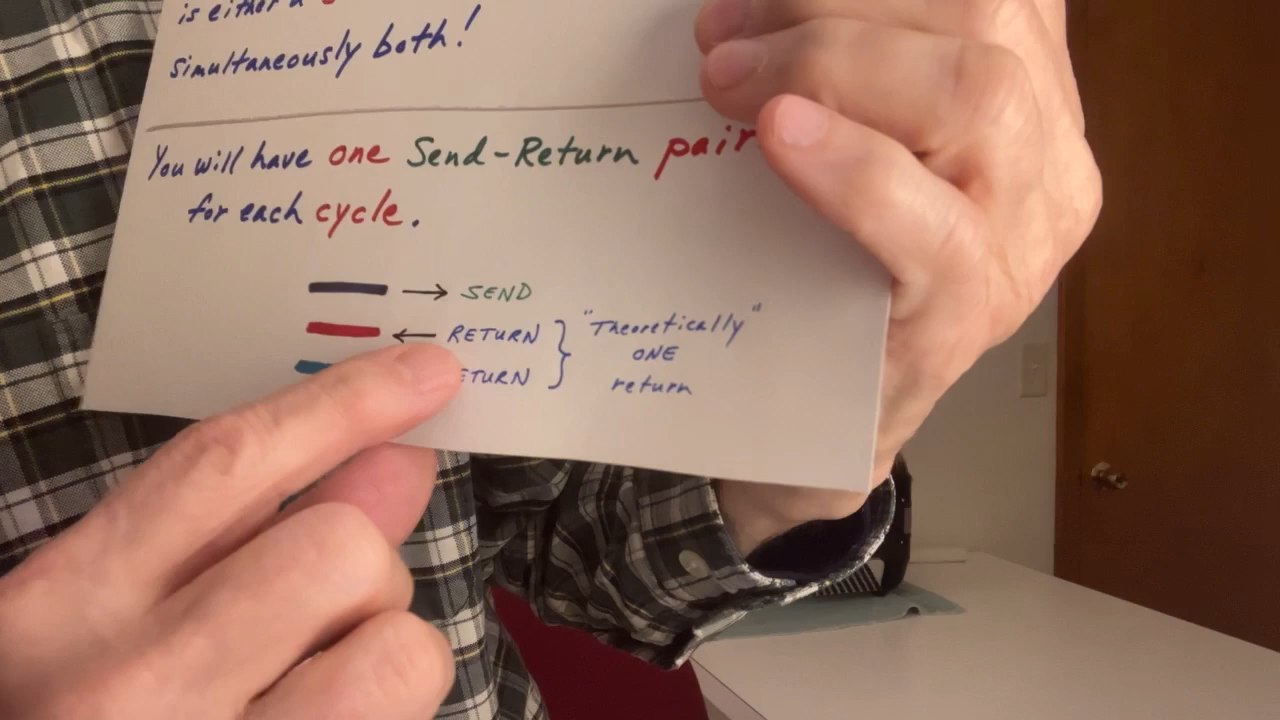 is either a
simultaneously both!
You will have one Send-Return pair
for each cycle.
→ SEND
← RETURN } "Theoretically"
ONE
ETURN return